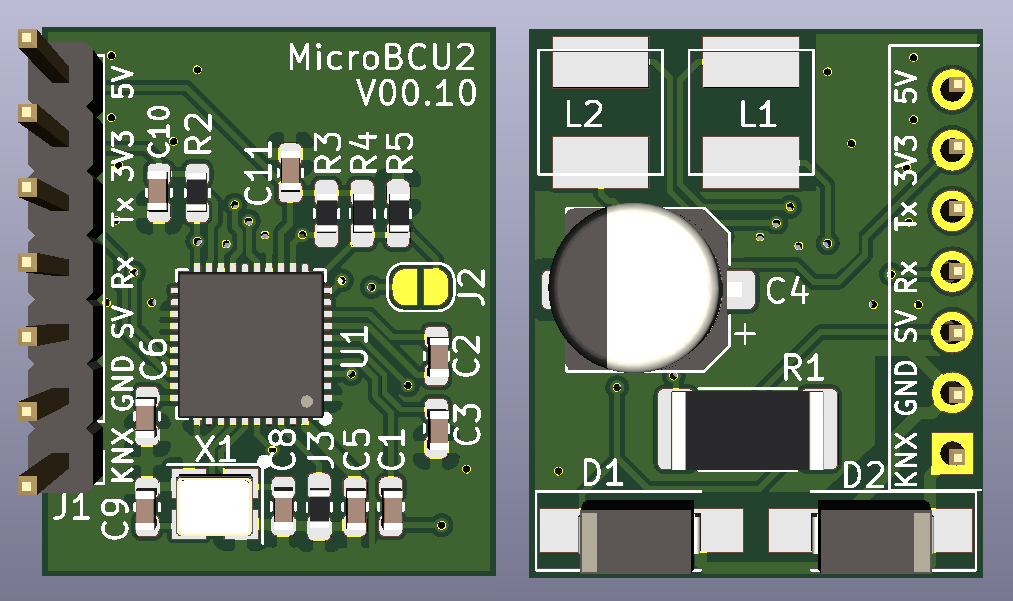 MicroBCU2
V00.10
5V
3V3
Tx
Rx
SV
GND
KNX
J1
C10
R2
C11
R3
R4
R5
J2
U1
C2
C3
C6
X1
C8
J3
C5
C1
C9
L2
L1
C4
+
R1
D1
D2
5V
3V3
Tx
Rx
SV
GND
KNX